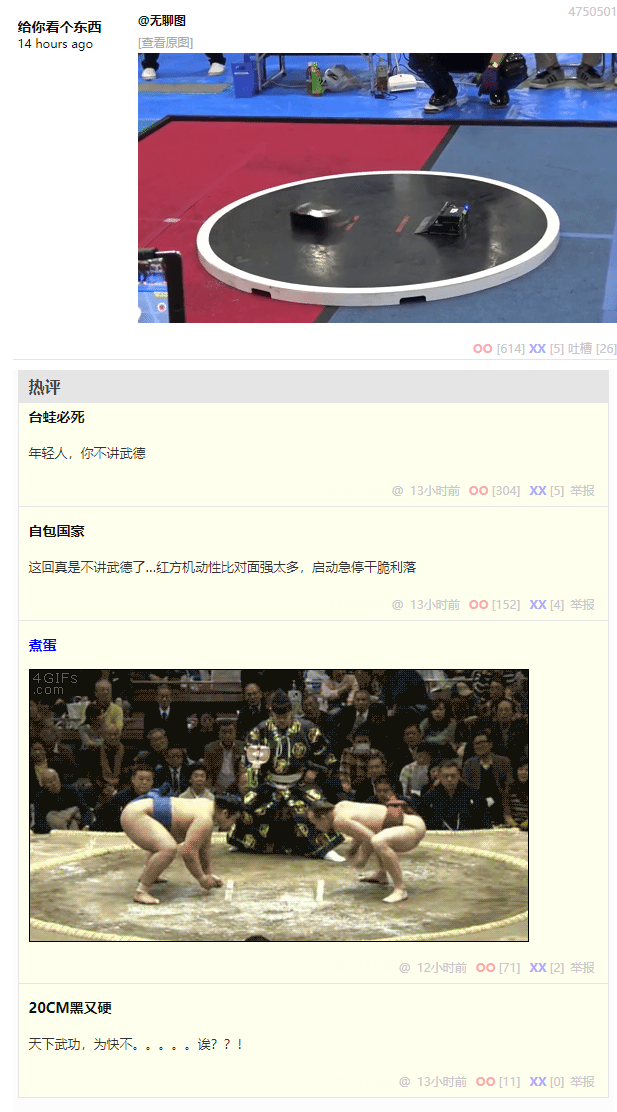 4750501
给你看个东西
14 hours ago
@无聊图
[查看原图]
OO [614] XX [5] 吐槽 [26]
热评
台蛙必死
年轻人，你不讲武德
@ 13小时前 OO [304] XX [5] 举报
自包国家
这回真是不讲武德了...红方机动性比对面强太多，启动急停干脆利落
@ 13小时前 OO [152] XX [4] 举报
煮蛋
4GIFs
.com
@ 12小时前 OO [71] XX [2] 举报
20CM黑又硬
天下武功，为快不。。。。。诶？？！
@ 13小时前 OO [11] XX [0] 举报